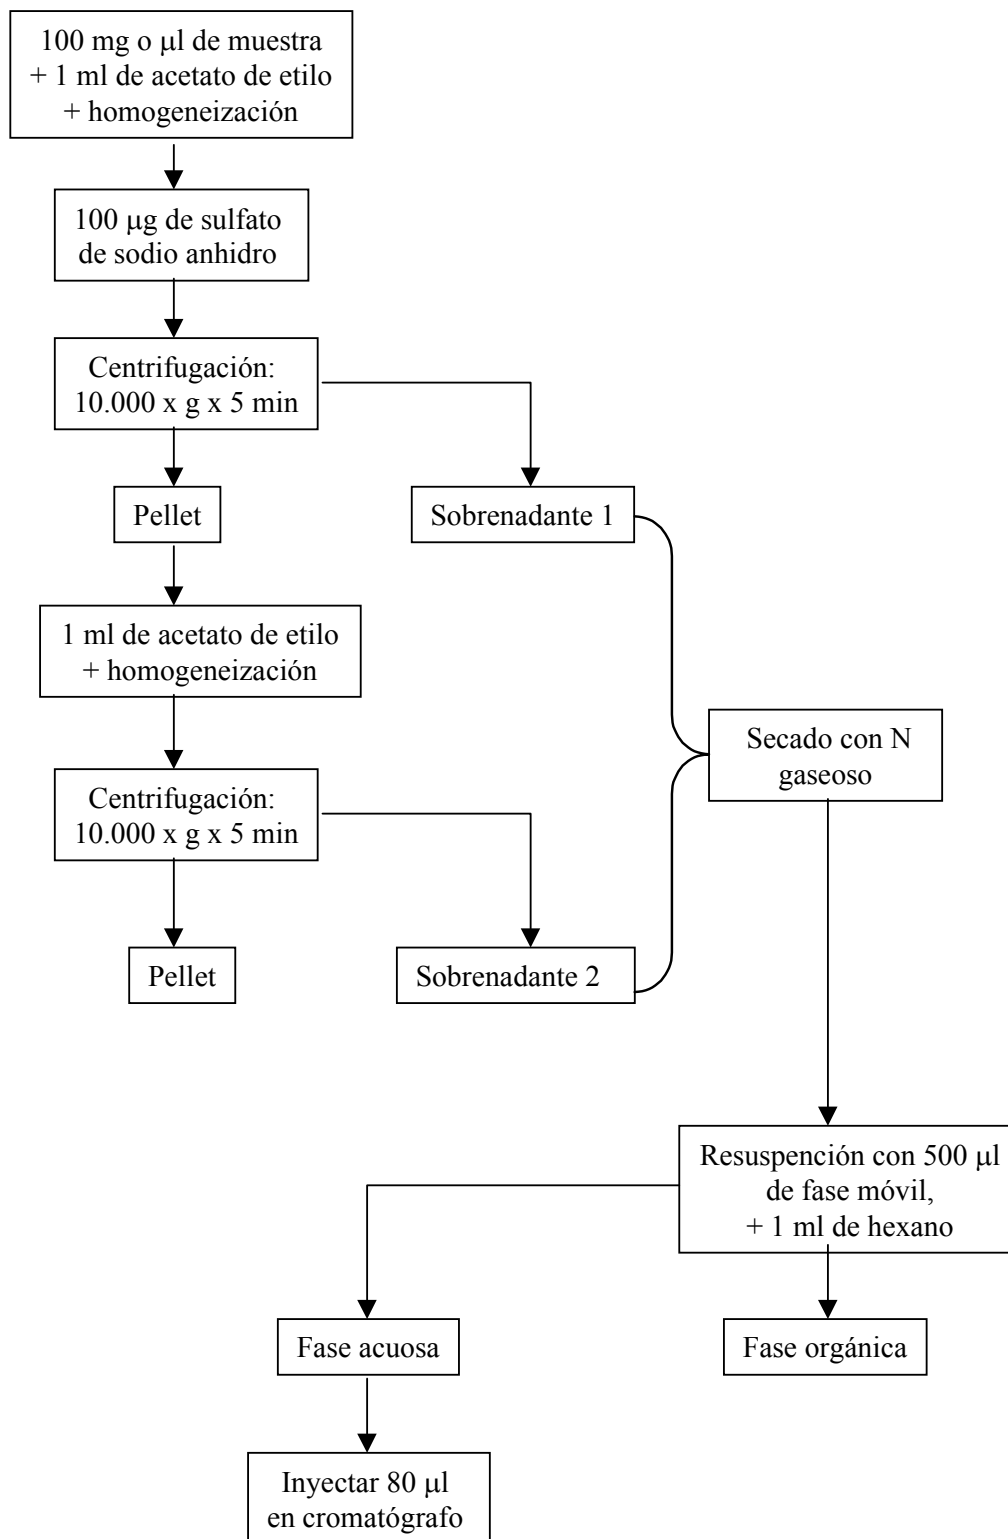 100 mg o μl de muestra
+ 1 ml de acetato de etilo
+ homogeneización
100 μg de sulfato
de sodio anhidro
Centrifugación:
10.000 x g x 5 min
Pellet
Sobrenadante 1
1 ml de acetato de etilo
+ homogeneización
Secado con N
gaseoso
Centrifugación:
10.000 x g x 5 min
Pellet
Sobrenadante 2
Resuspención con 500 μl
de fase móvil,
+ 1 ml de hexano
Fase acuosa
Fase orgánica
Inyectar 80 μl
en cromatógrafo